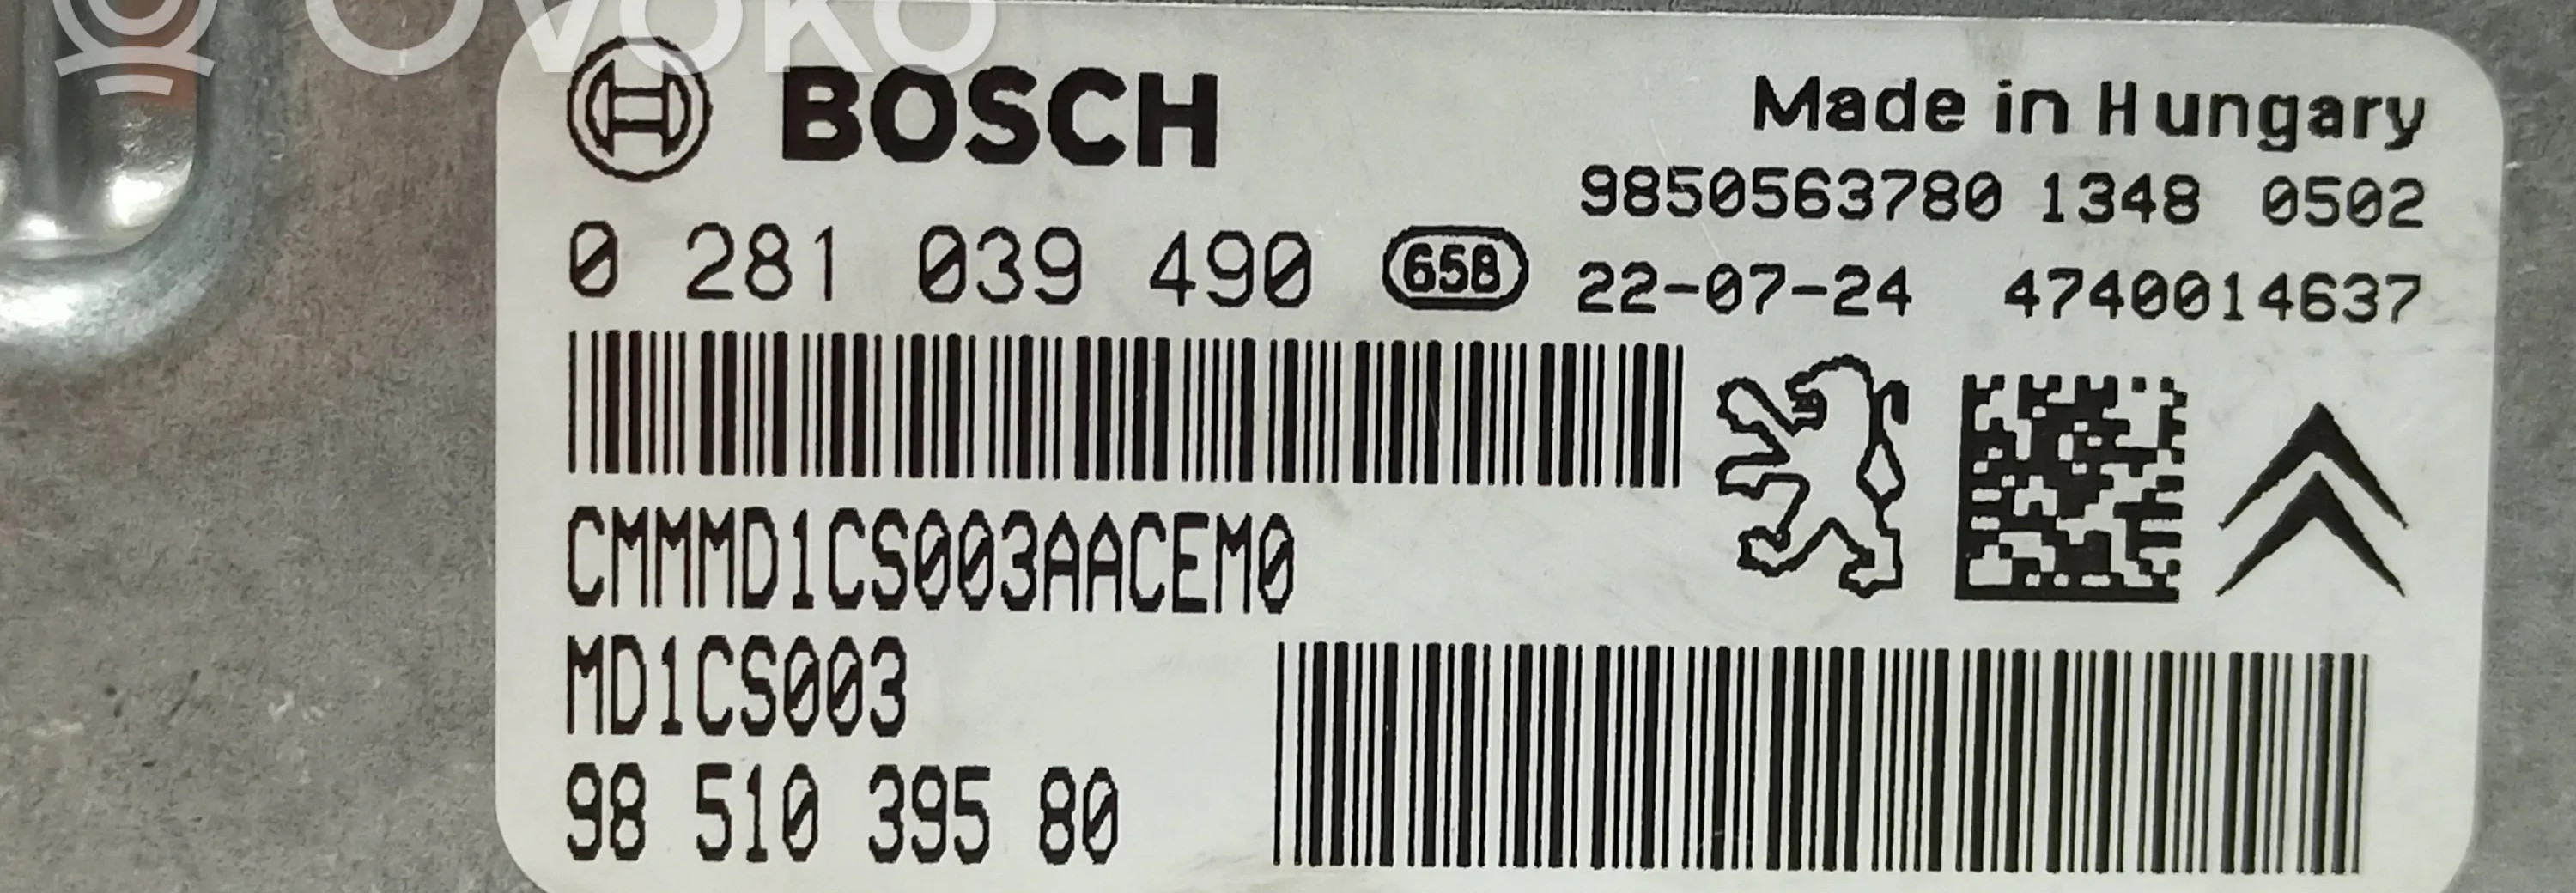 OVOKO
BOSCH
Made in Hungary
9850563780 1348 0502
0 281 039 490 658
22-07-24 4740014637
CMMMD1CS003AACEM0
MD1CS003
98 510 395 80